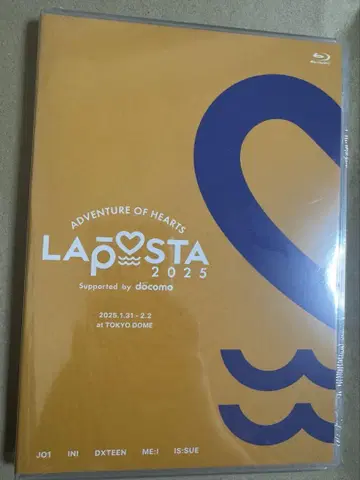 ADVENTURE OF HEARTS
LAPOSTA
2025
Supported by döcomo
2025.1.31 - 2.2
at TOKYO DOME
JO1 INI DXTEEN ME:I IS:SUE